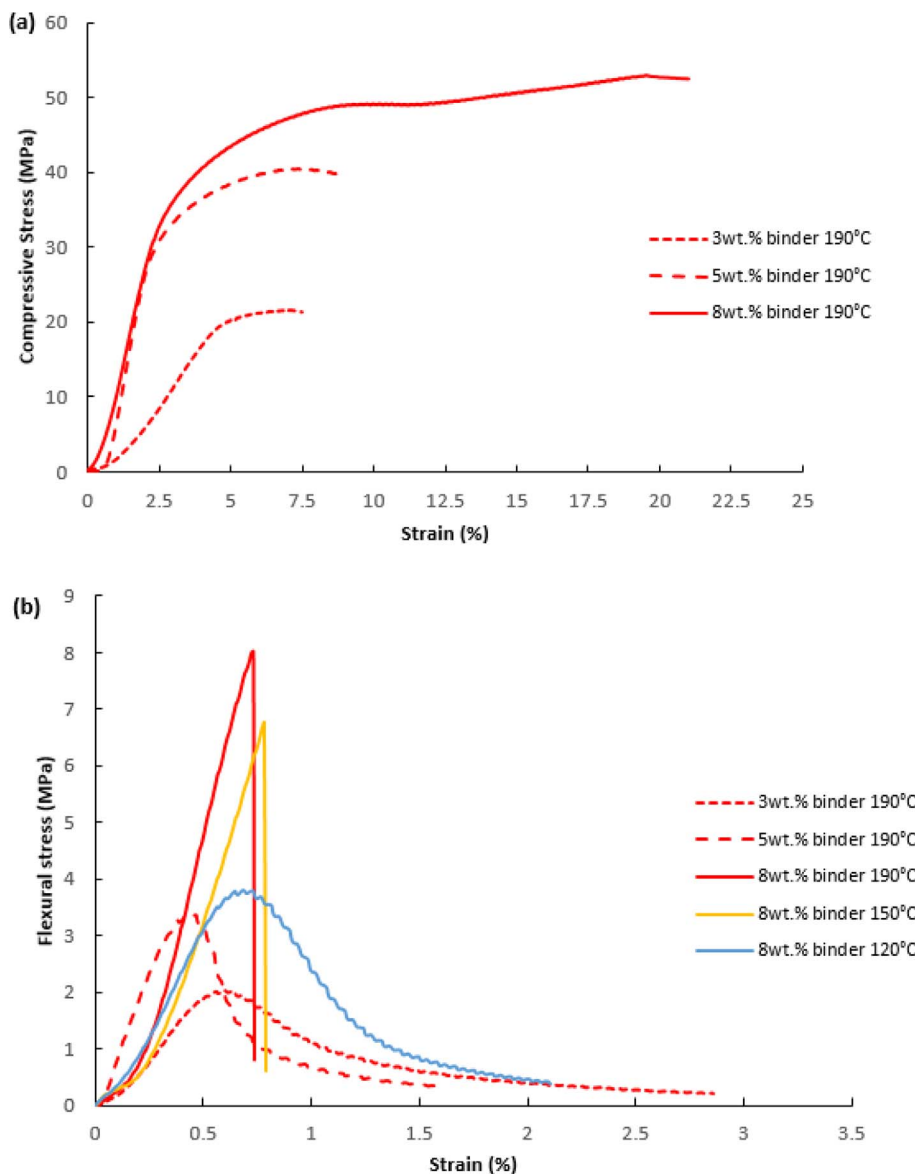 (a)
60
50
40
30
20
10
0
Compressive Stress (MPa)
0 2.5 5 7.5 10 12.5 15 17.5 20 22.5 25
Strain (%)
3wt.% binder 190°C
5wt.% binder 190°C
8wt.% binder 190°C
(b)
9
8
7
6
5
4
3
2
1
0
Flexural stress (MPa)
0 0.5 1 1.5 2 2.5 3 3.5
Strain (%)
3wt.% binder 190°C
5wt.% binder 190°C
8wt.% binder 190°C
8wt.% binder 150°C
8wt.% binder 120°C